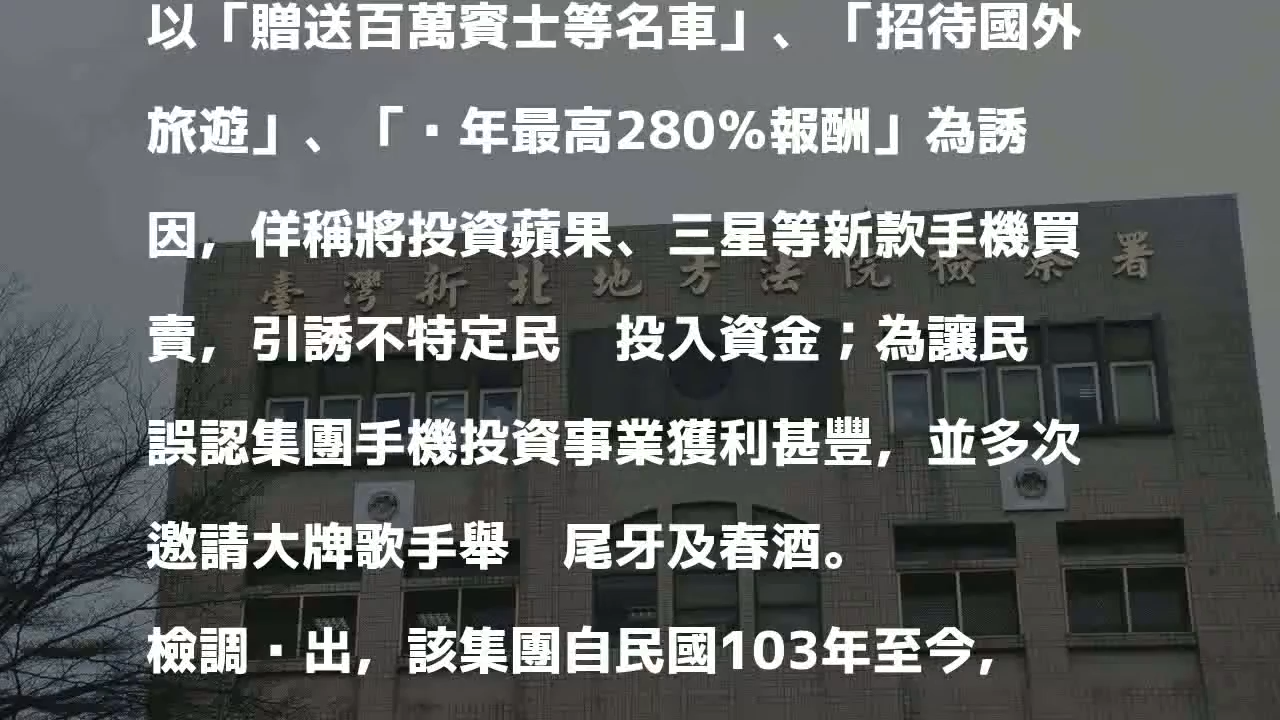 以「贈送百萬賓士等名車」、「招待國外
旅遊」、「·年最高280%報酬」為誘
因，佯稱將投資蘋果、三星等新款手機買
臺灣新北地方法院檢察署
賣，引誘不特定民　投入資金；為讓民
誤認集團手機投資事業獲利甚豐，並多次
邀請大牌歌手舉　尾牙及春酒。
檢調·出，該集團自民國103年至今，